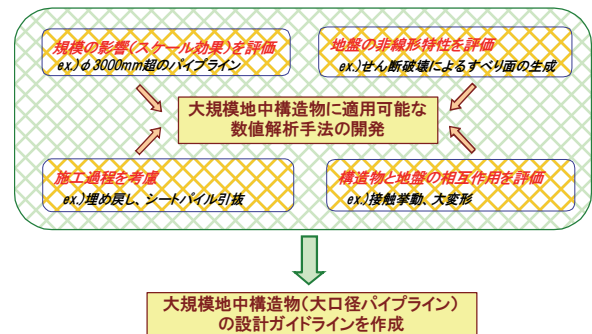 規模の影響(スケール効果)を評価
ex.)φ3000mm超のパイプライン
地盤の非線形特性を評価
ex.)せん断破壊によるすべり面の生成
大規模地中構造物に適用可能な
数値解析手法の開発
施工過程を考慮
ex.)埋め戻し、シートパイル引抜
構造物と地盤の相互作用を評価
ex.)接触挙動、大変形
大規模地中構造物(大口径パイプライン)
の設計ガイドラインを作成